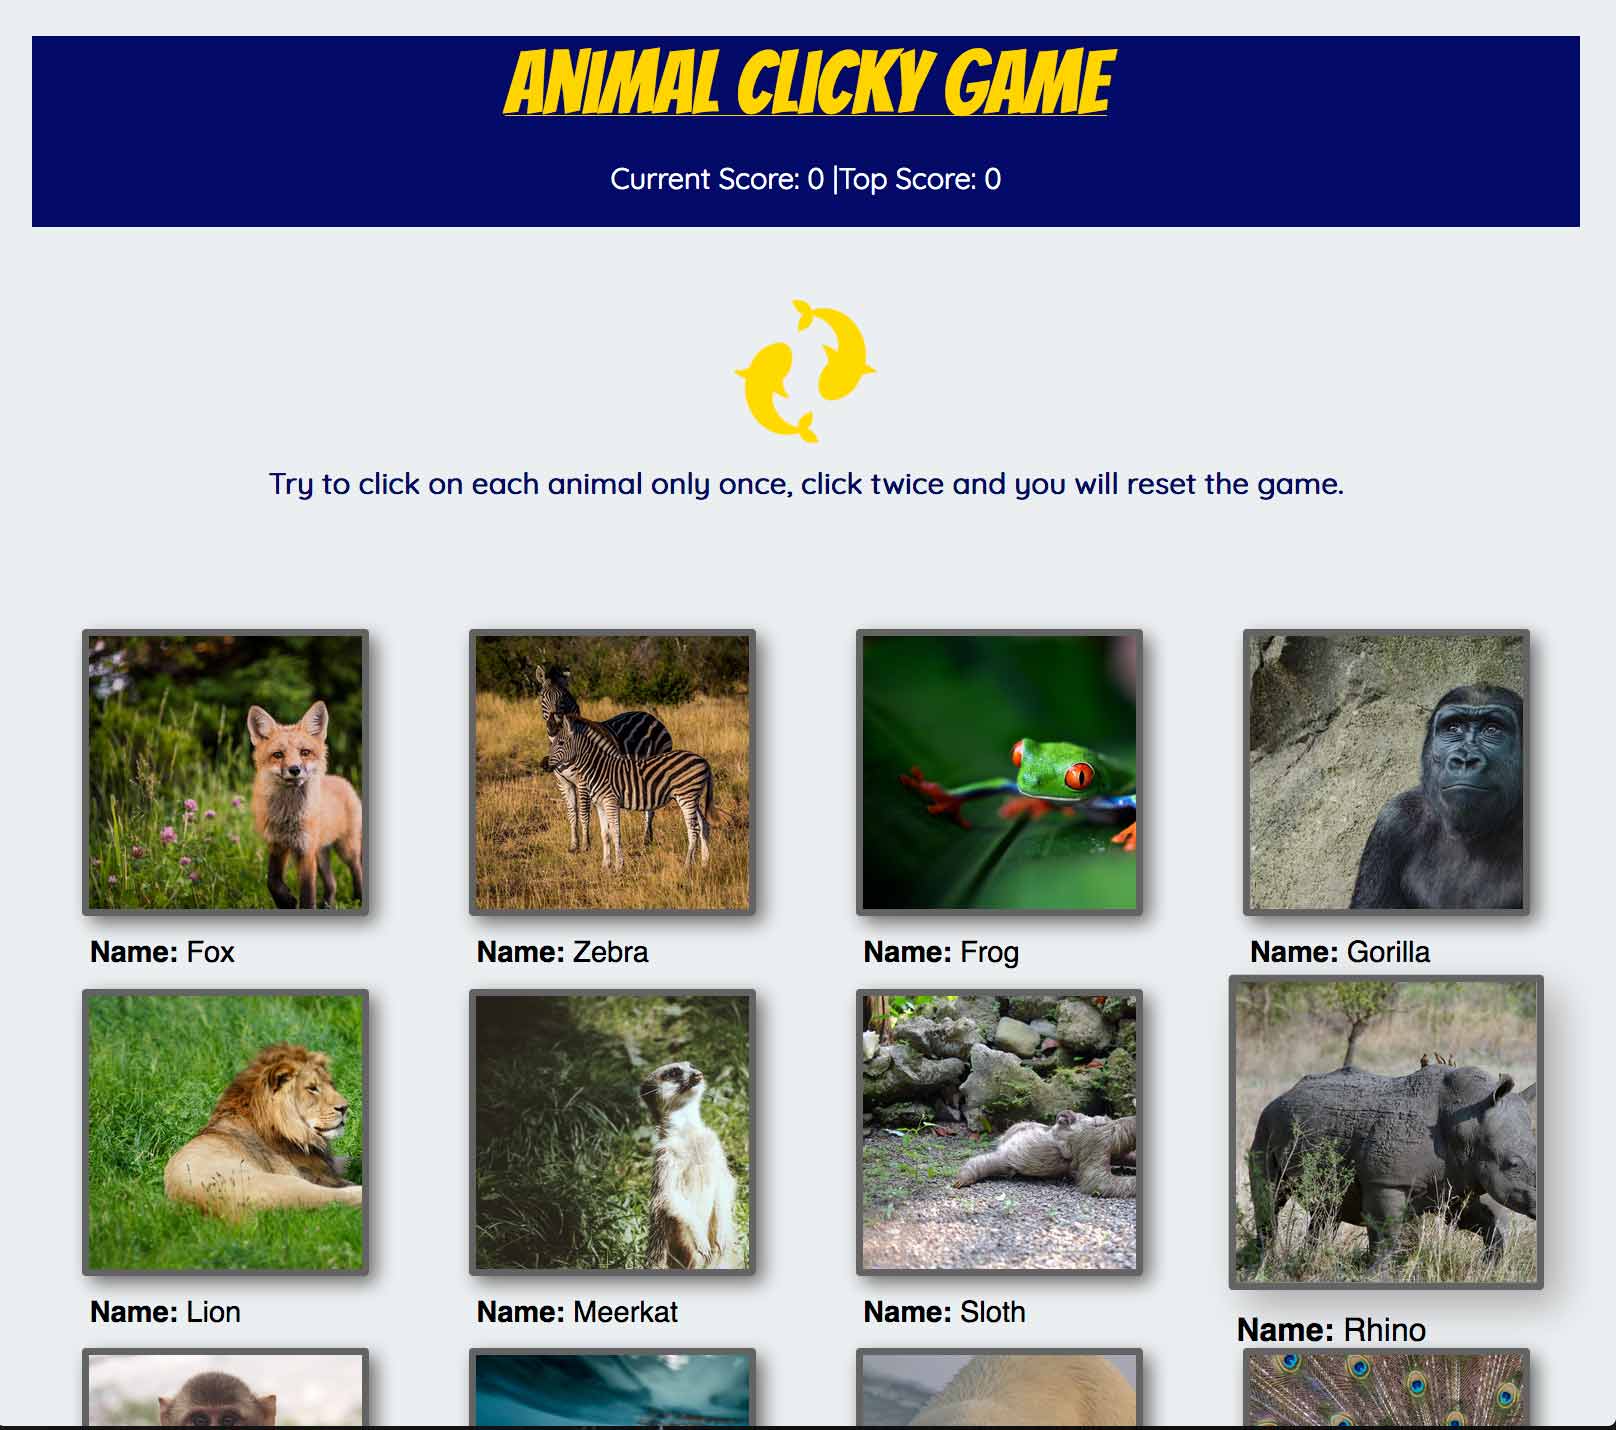 ANIMAL CLICKY GAME
Current Score: 0 |Top Score: 0
Try to click on each animal only once, click twice and you will reset the game.
Name: Fox
Name: Zebra
Name: Frog
Name: Gorilla
Name: Lion
Name: Meerkat
Name: Sloth
Name: Rhino